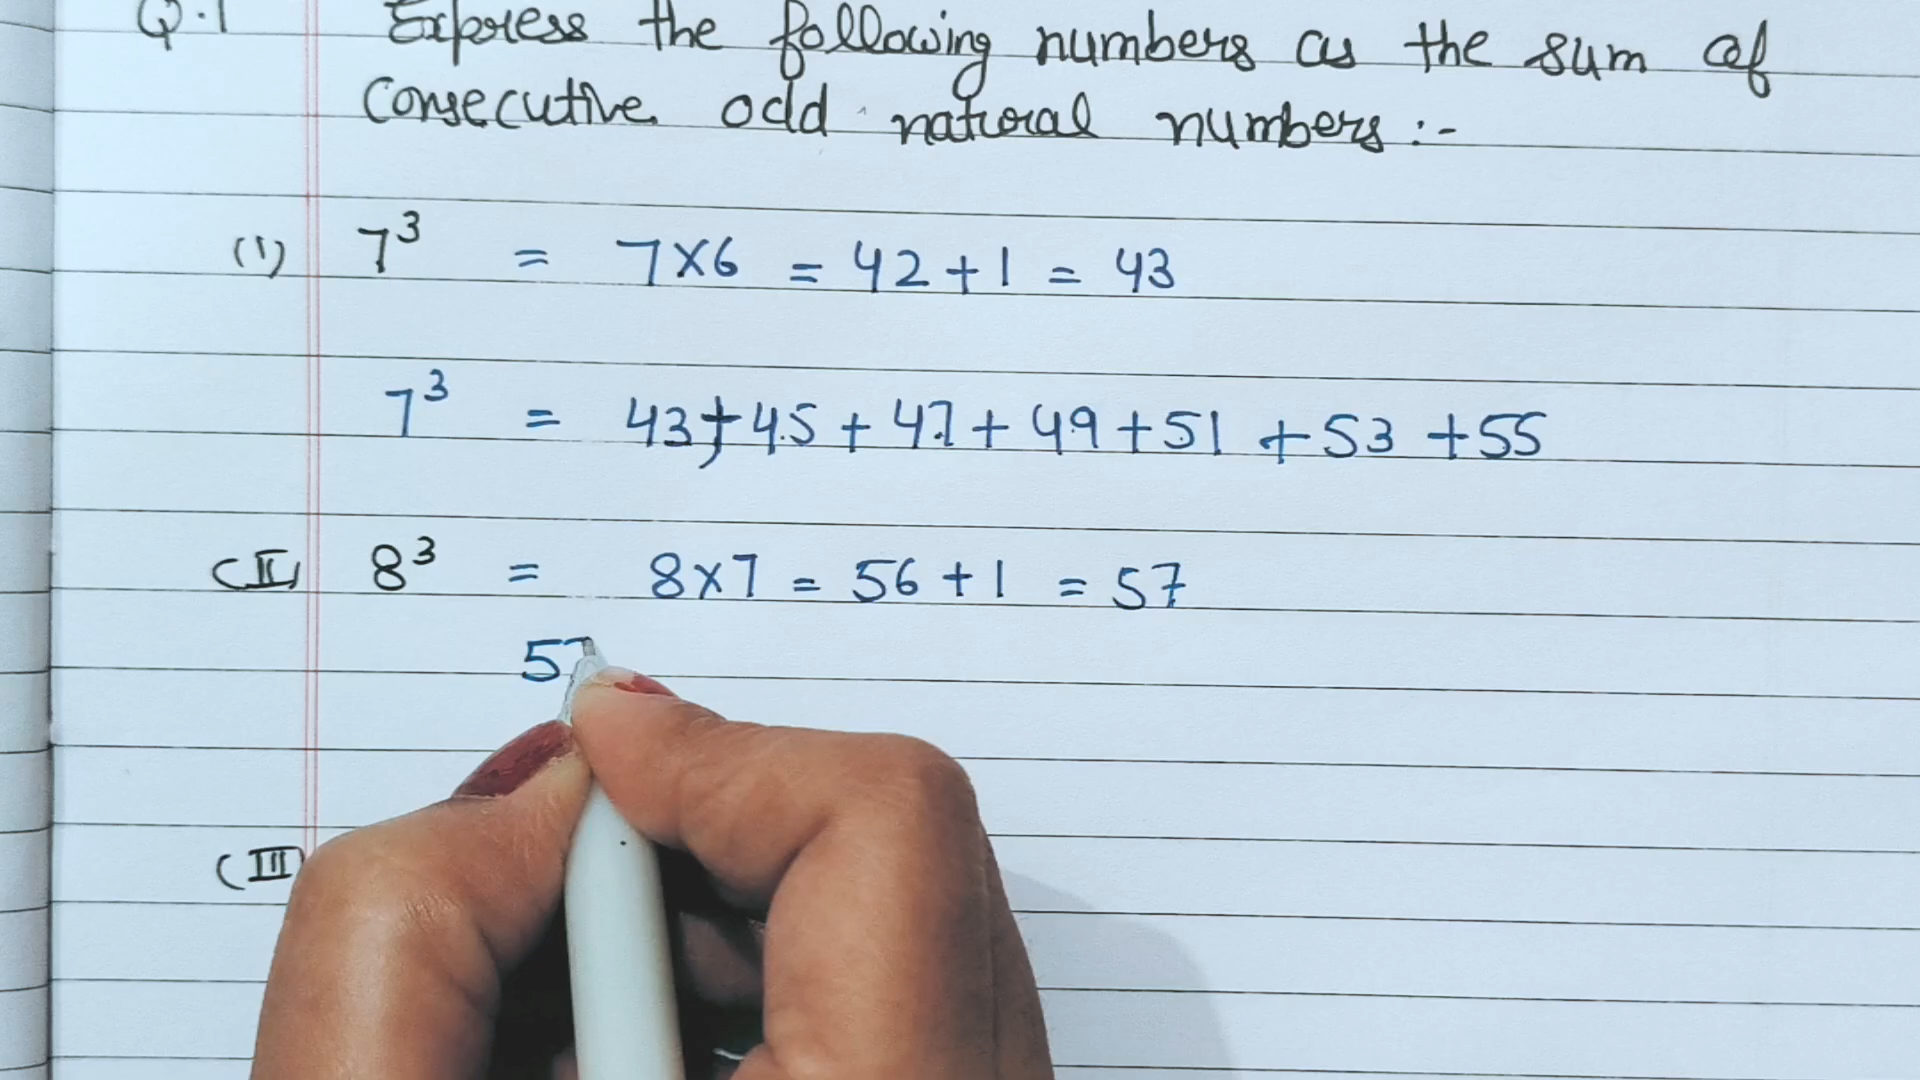 Q.1 Express the following numbers as the sum of
Consecutive odd natural numbers :-
(1) 7³ = 7×6 = 42+1 = 43
7³ = 43+45+47+49+51+53+55
(II) 8³ = 8×7 = 56+1 = 57
57
(III)